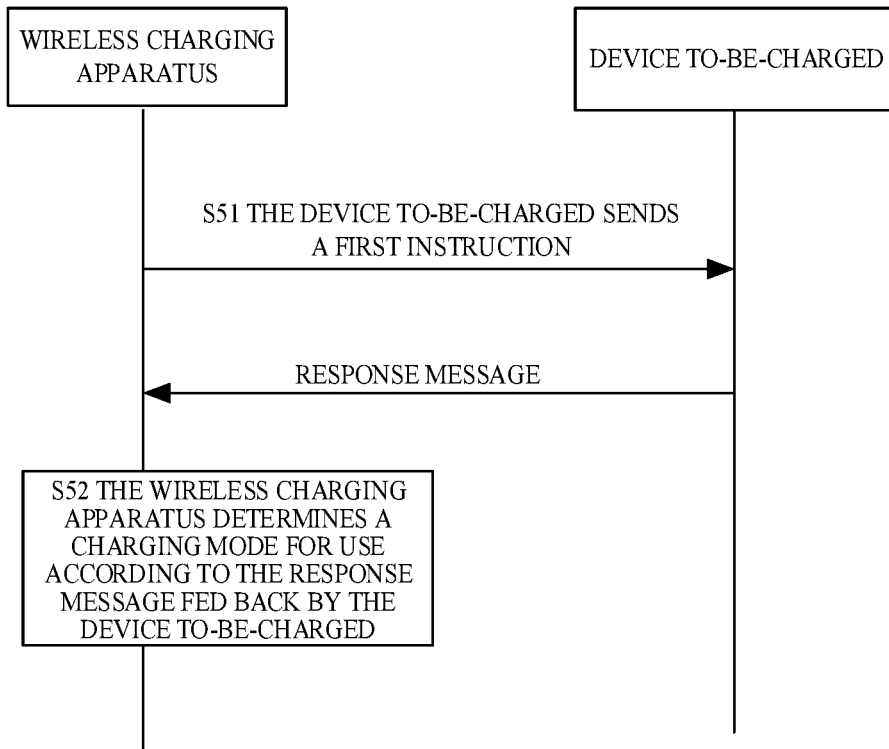 WIRELESS CHARGING
APPARATUS
DEVICE TO-BE-CHARGED
S51 THE DEVICE TO-BE-CHARGED SENDS
A FIRST INSTRUCTION
RESPONSE MESSAGE
S52 THE WIRELESS CHARGING
APPARATUS DETERMINES A
CHARGING MODE FOR USE
ACCORDING TO THE RESPONSE
MESSAGE FED BACK BY THE
DEVICE TO-BE-CHARGED